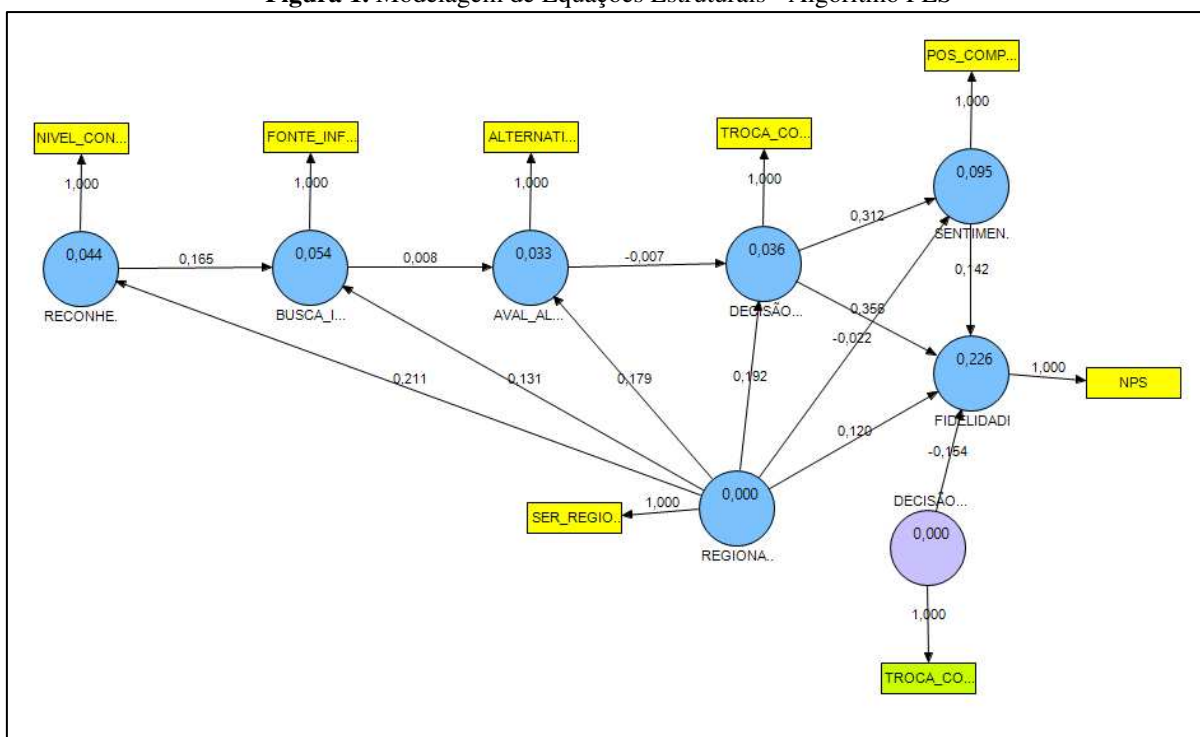 Figura 1. Modelagem de Equações Estruturais - Algoritmo PLS
POS_COMP...
1,000
NIVEL_CON...
FONTE_INF...
ALTERNATI...
TROCA_CO...
1,000
1,000
1,000
1,000
0,095
SENTIMEN.
0,312
0,044
0,165
0,054
0,008
0,033
-0,007
0,036
0,142
RECONHE.
BUSCA_I...
AVAL_AL...
DECISÃO...
0,356
-0,022
0,226
1,000
NPS
0,211
0,131
0,179
0,192
FIDELIDADI
0,120
-0,154
SER_REGIO..
1,000
0,000
REGIONA..
DECISÃO...
0,000
1,000
TROCA_CO...